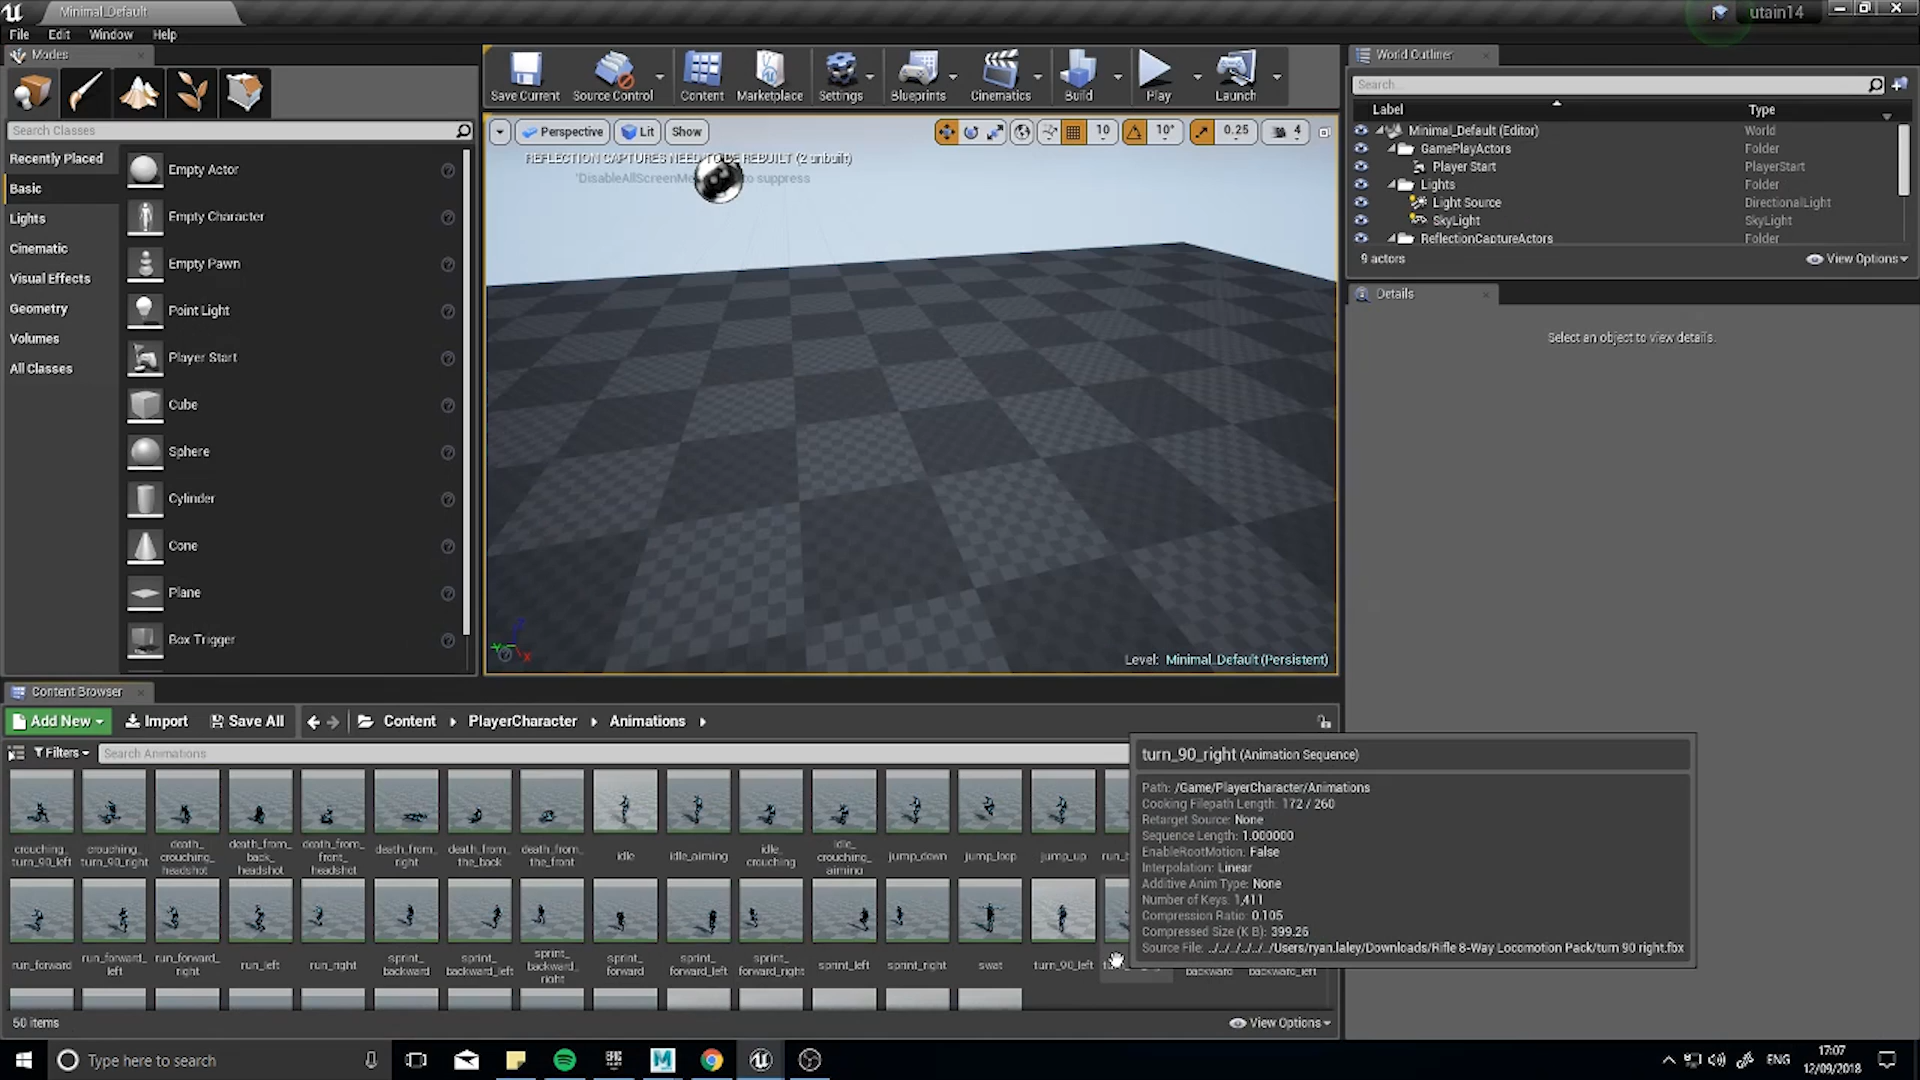 Minimal_Default
utain14
File Edit Window Help
Modes
Search Classes
Recently Placed
Basic
Lights
Cinematic
Visual Effects
Geometry
Volumes
All Classes
Empty Actor
Empty Character
Empty Pawn
Point Light
Player Start
Cube
Sphere
Cylinder
Cone
Plane
Box Trigger
Save Current
Source Control
Content
Marketplace
Settings
Blueprints
Cinematics
Build
Play
Launch
Perspective
Lit
Show
10
10°
0.25
4
REFLECTION CAPTURES NEED TO BE REBUILT (2 unbuilt)
to suppress
Level: Minimal_Default (Persistent)
World Outliner
Search...
Label Type
Minimal_Default (Editor) World
GamePlayActors Folder
Player Start PlayerStart
Lights Folder
Light Source DirectionalLight
SkyLight SkyLight
ReflectionCaptureActors Folder
9 actors
View Options
Details
Select an object to view details.
Content Browser
Add New
Import
Save All
Content
PlayerCharacter
Animations
Filters
Search Animations
crouching_turn_90_left
crouching_turn_90_right
death_crouching_headshot
death_from_back_headshot
death_from_front_headshot
death_from_right
death_from_the_back
death_from_the_front
idle
idle_aiming
idle_crouching
idle_crouching_aiming
jump_down
jump_loop
jump_up
run_forward
run_forward_left
run_forward_right
run_left
run_right
sprint_backward
sprint_backward_left
sprint_backward_right
sprint_forward
sprint_forward_left
sprint_forward_right
sprint_left
sprint_right
swat
turn_90_left
backward
backward_left
turn_90_right (Animation Sequence)
Path: /Game/PlayerCharacter/Animations
Cooking Filepath Length: 172 / 260
Retarget Source: None
Sequence Length: 1.000000
EnableRootMotion: False
Interpolation: Linear
Additive Anim Type: None
Number of Keys: 1,411
Compression Ratio: 0.105
Compressed Size (KB): 399.26
Source File: ../../../../../../Users/ryan.laley/Downloads/Rifle 8-Way Locomotion Pack/turn 90 right.fbx
50 items
View Options
Type here to search
EPIC
ENG
17:07
12/09/2018